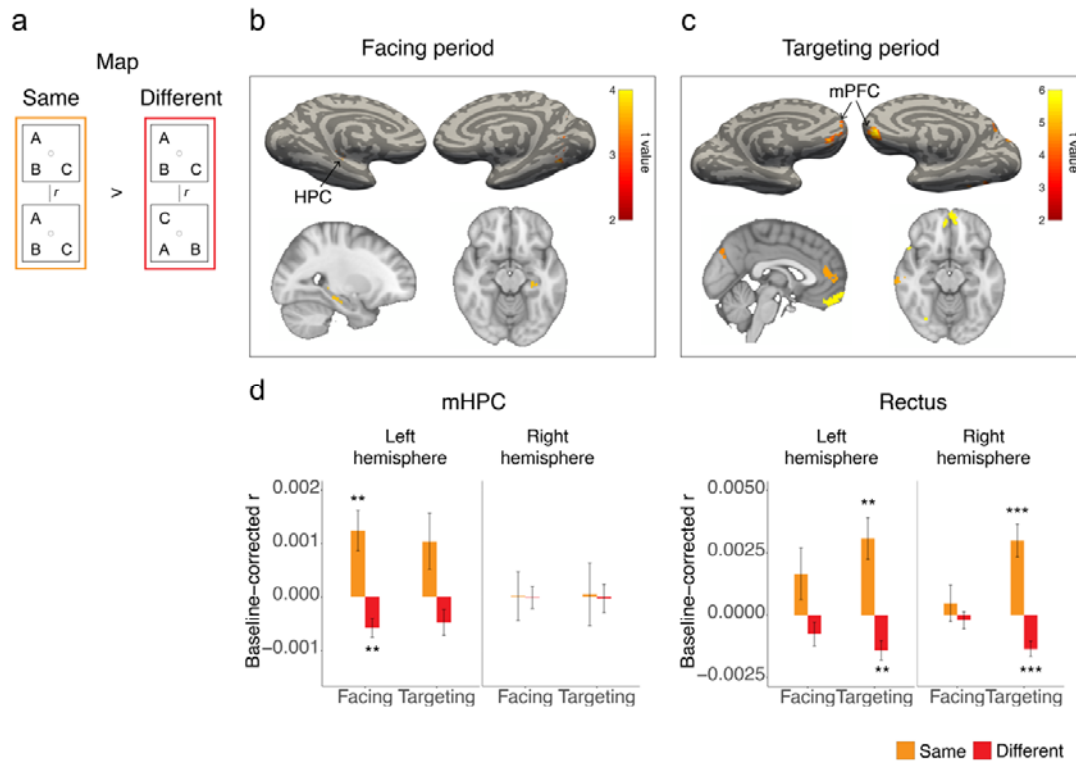 a
Map
Same
Different
A
B C
r
A
B C
>
A
B C
r
C
A B
b
Facing period
HPC
4
3
2
t value
c
Targeting period
mPFC
6
5
4
3
2
t value
d
mHPC
Left
hemisphere
Right
hemisphere
Baseline-corrected r
0.002
0.001
0.000
−0.001
**
**
Facing Targeting
Facing Targeting
Rectus
Left
hemisphere
Right
hemisphere
Baseline-corrected r
0.0050
0.0025
0.0000
−0.0025
**
**
***
***
Facing Targeting
Facing Targeting
Same Different